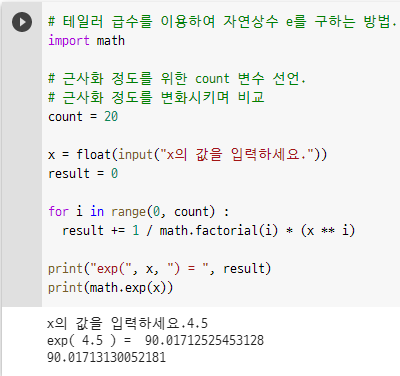 # 테일러 급수를 이용하여 자연상수 e를 구하는 방법.
import math
# 근사화 정도를 위한 count 변수 선언.
# 근사화 정도를 변화시키며 비교
count = 20
x = float(input("x의 값을 입력하세요."))
result = 0
for i in range(0, count) :
  result += 1 / math.factorial(i) * (x ** i)
print("exp(", x, ") = ", result)
print(math.exp(x))
x의 값을 입력하세요.4.5
exp( 4.5 ) =  90.01712525453128
90.01713130052181